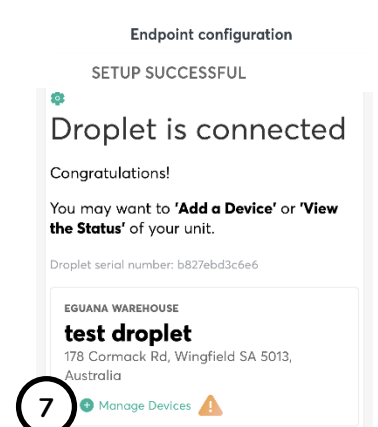 Endpoint configuration
SETUP SUCCESSFUL
Droplet is connected
Congratulations!
You may want to 'Add a Device' or 'View
the Status' of your unit.
Droplet serial number: b827ebd3c6e6
EGUANA WAREHOUSE
test droplet
178 Cormack Rd, Wingfield SA 5013,
Australia
7 Manage Devices